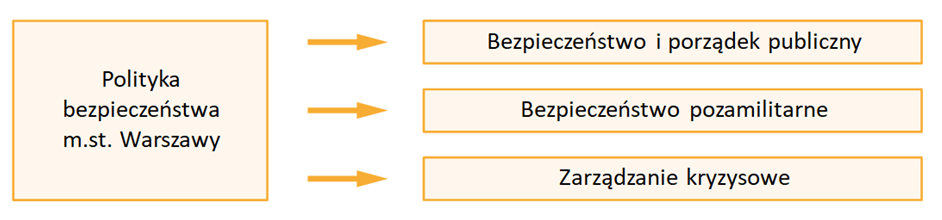 Polityka
bezpieczeństwa
m.st. Warszawy
Bezpieczeństwo i porządek publiczny
Bezpieczeństwo pozamilitarne
Zarządzanie kryzysowe